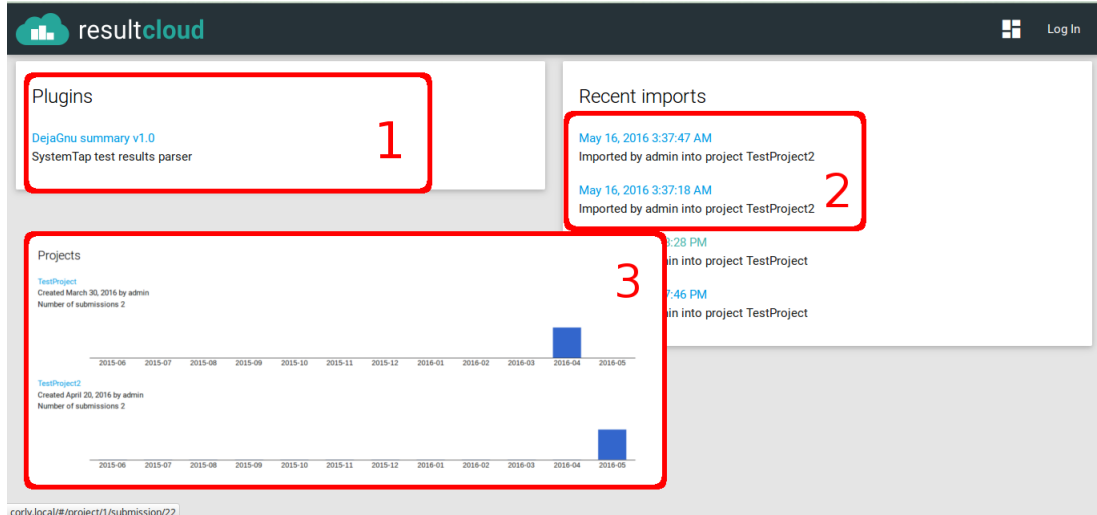 resultcloud
Log In
Plugins
DejaGnu summary v1.0
SystemTap test results parser
1
Recent imports
May 16, 2016 3:37:47 AM
Imported by admin into project TestProject2
May 16, 2016 3:37:18 AM
Imported by admin into project TestProject2
2
:28 PM
into project TestProject
:46 PM
into project TestProject
Projects
3
TestProject
Created March 30, 2016 by admin
Number of submissions 2
2015-06 2015-07 2015-08 2015-09 2015-10 2015-11 2015-12 2016-01 2016-02 2016-03 2016-04 2016-05
TestProject2
Created April 20, 2016 by admin
Number of submissions 2
2015-06 2015-07 2015-08 2015-09 2015-10 2015-11 2015-12 2016-01 2016-02 2016-03 2016-04 2016-05
corly.local/#/project/1/submission/22